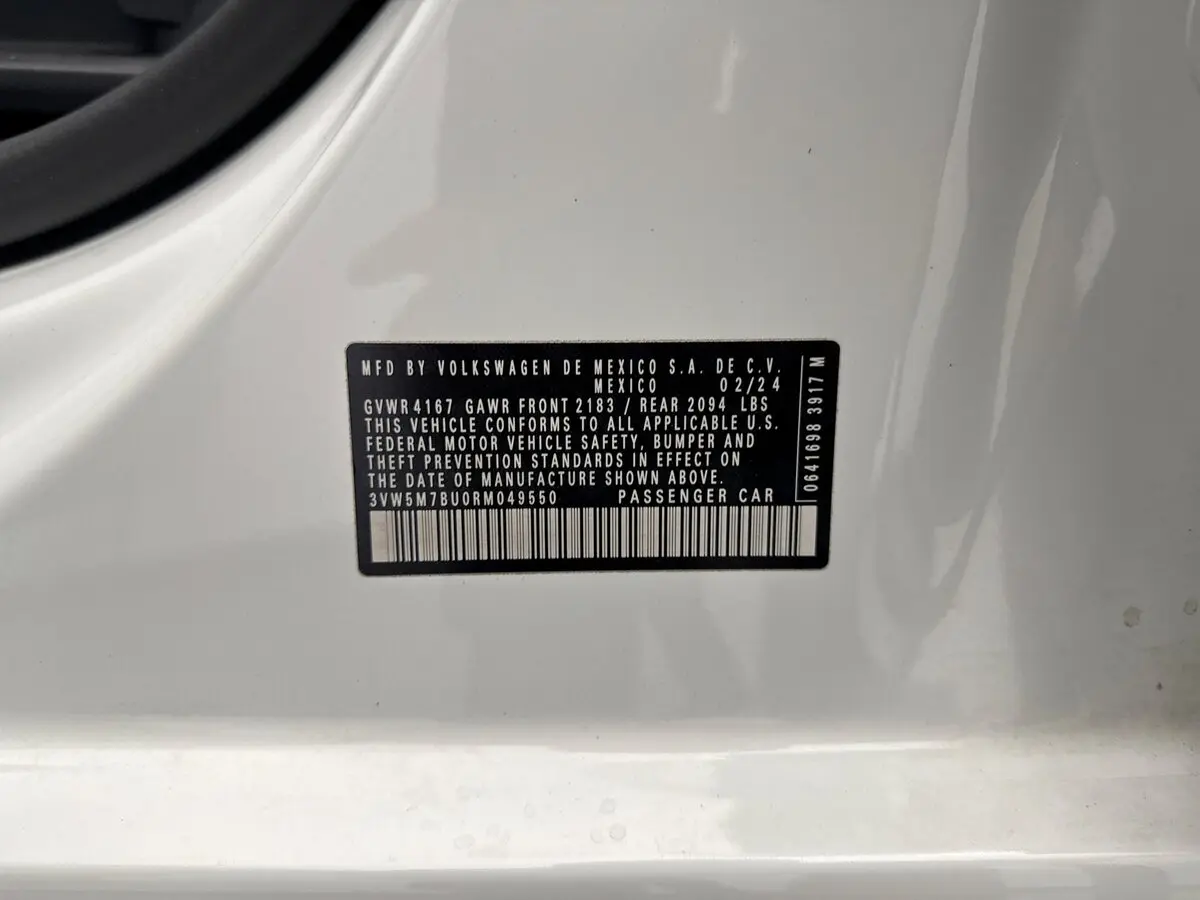 MFD BY VOLKSWAGEN DE MEXICO S.A. DE C.V.
MEXICO 02/24
GVWR 4167 GAWR FRONT 2183 / REAR 2094 LBS
THIS VEHICLE CONFORMS TO ALL APPLICABLE U.S.
FEDERAL MOTOR VEHICLE SAFETY, BUMPER AND
THEFT PREVENTION STANDARDS IN EFFECT ON
THE DATE OF MANUFACTURE SHOWN ABOVE.
3VW5M7BU0RM049550 PASSENGER CAR
0641698 3917 M